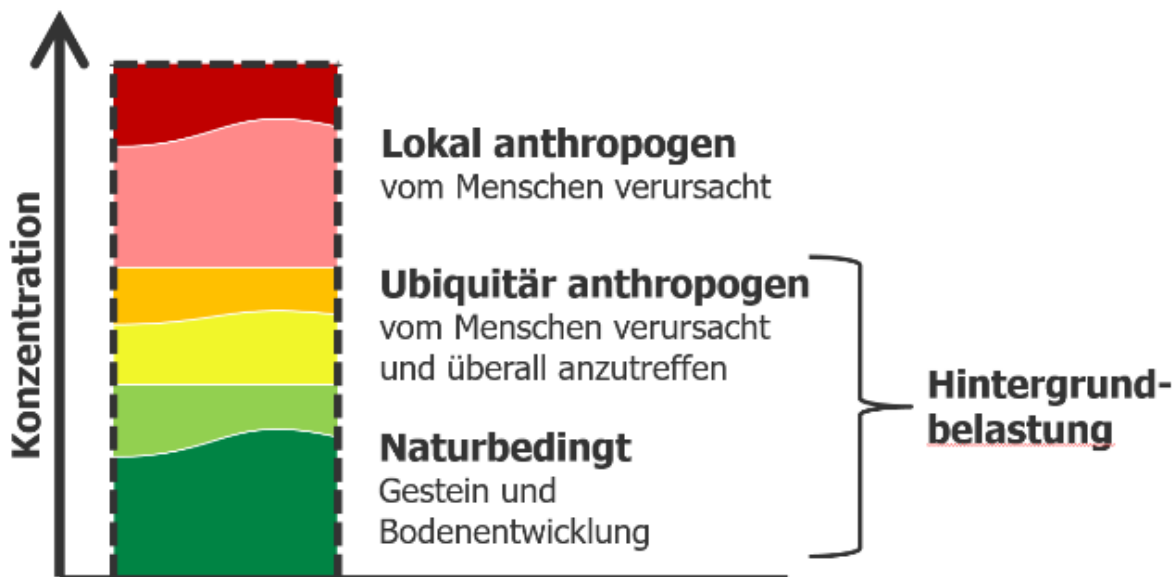 Konzentration
Lokal anthropogen
vom Menschen verursacht
Ubiquitär anthropogen
vom Menschen verursacht
und überall anzutreffen
Naturbedingt
Gestein und
Bodenentwicklung
Hintergrund-
belastung